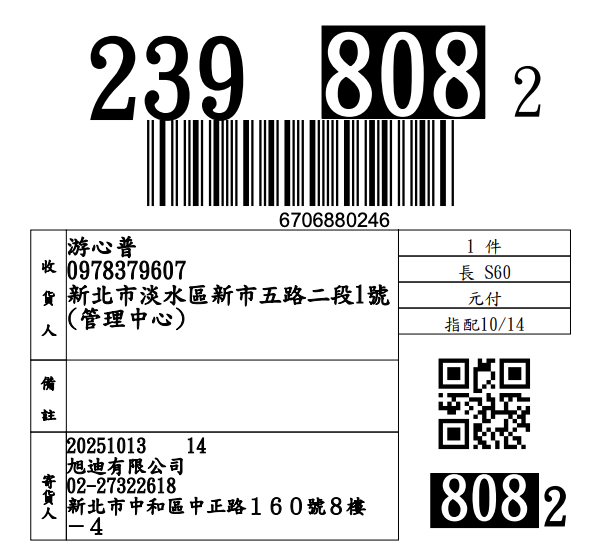 239 808 2
6706880246
收貨人
游心普
0978379607
新北市淡水區新市五路二段1號
(管理中心)
1 件
長 S60
元付
指配10/14
備註
寄貨人
20251013 14
旭迪有限公司
02-27322618
新北市中和區中正路１６０號８樓
－４
808 2